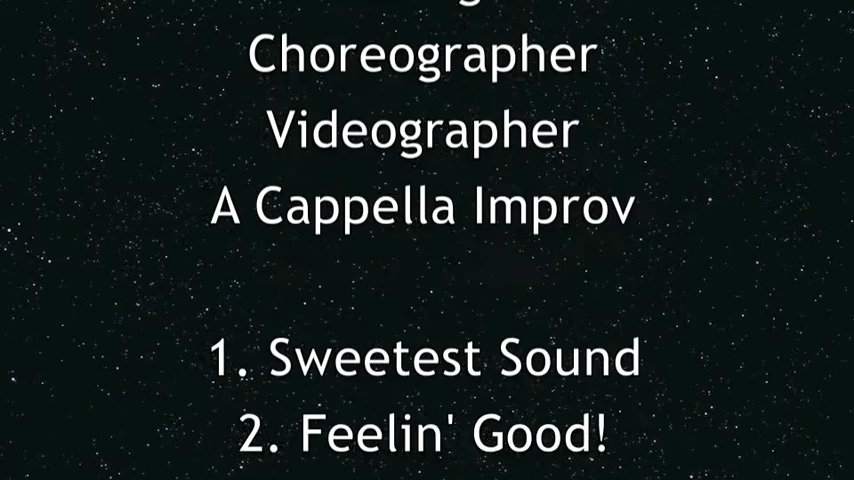 Choreographer
Videographer
A Cappella Improv
1. Sweetest Sound
2. Feelin' Good!